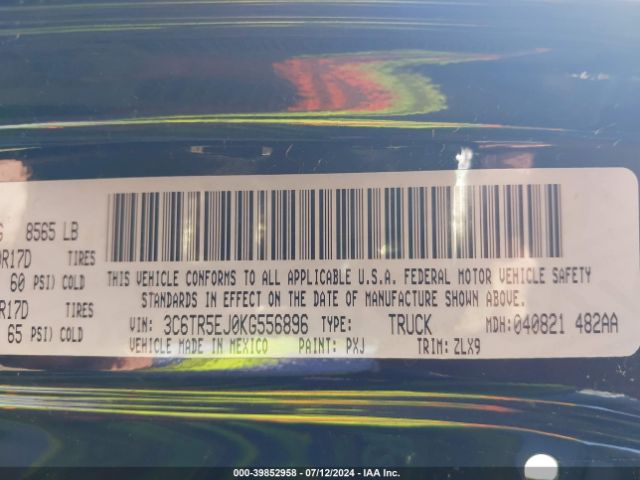 8565 LB
R17D TIRES
60 PSI) COLD
R17D TIRES
65 PSI) COLD
THIS VEHICLE CONFORMS TO ALL APPLICABLE U.S.A. FEDERAL MOTOR VEHICLE SAFETY
STANDARDS IN EFFECT ON THE DATE OF MANUFACTURE SHOWN ABOVE.
VIN: 3C6TR5EJ0KG556896 TYPE: TRUCK MDH: 040821 482AA
VEHICLE MADE IN MEXICO PAINT: PXJ TRIM: ZLX9
000-39852958 - 07/12/2024 - IAA Inc.